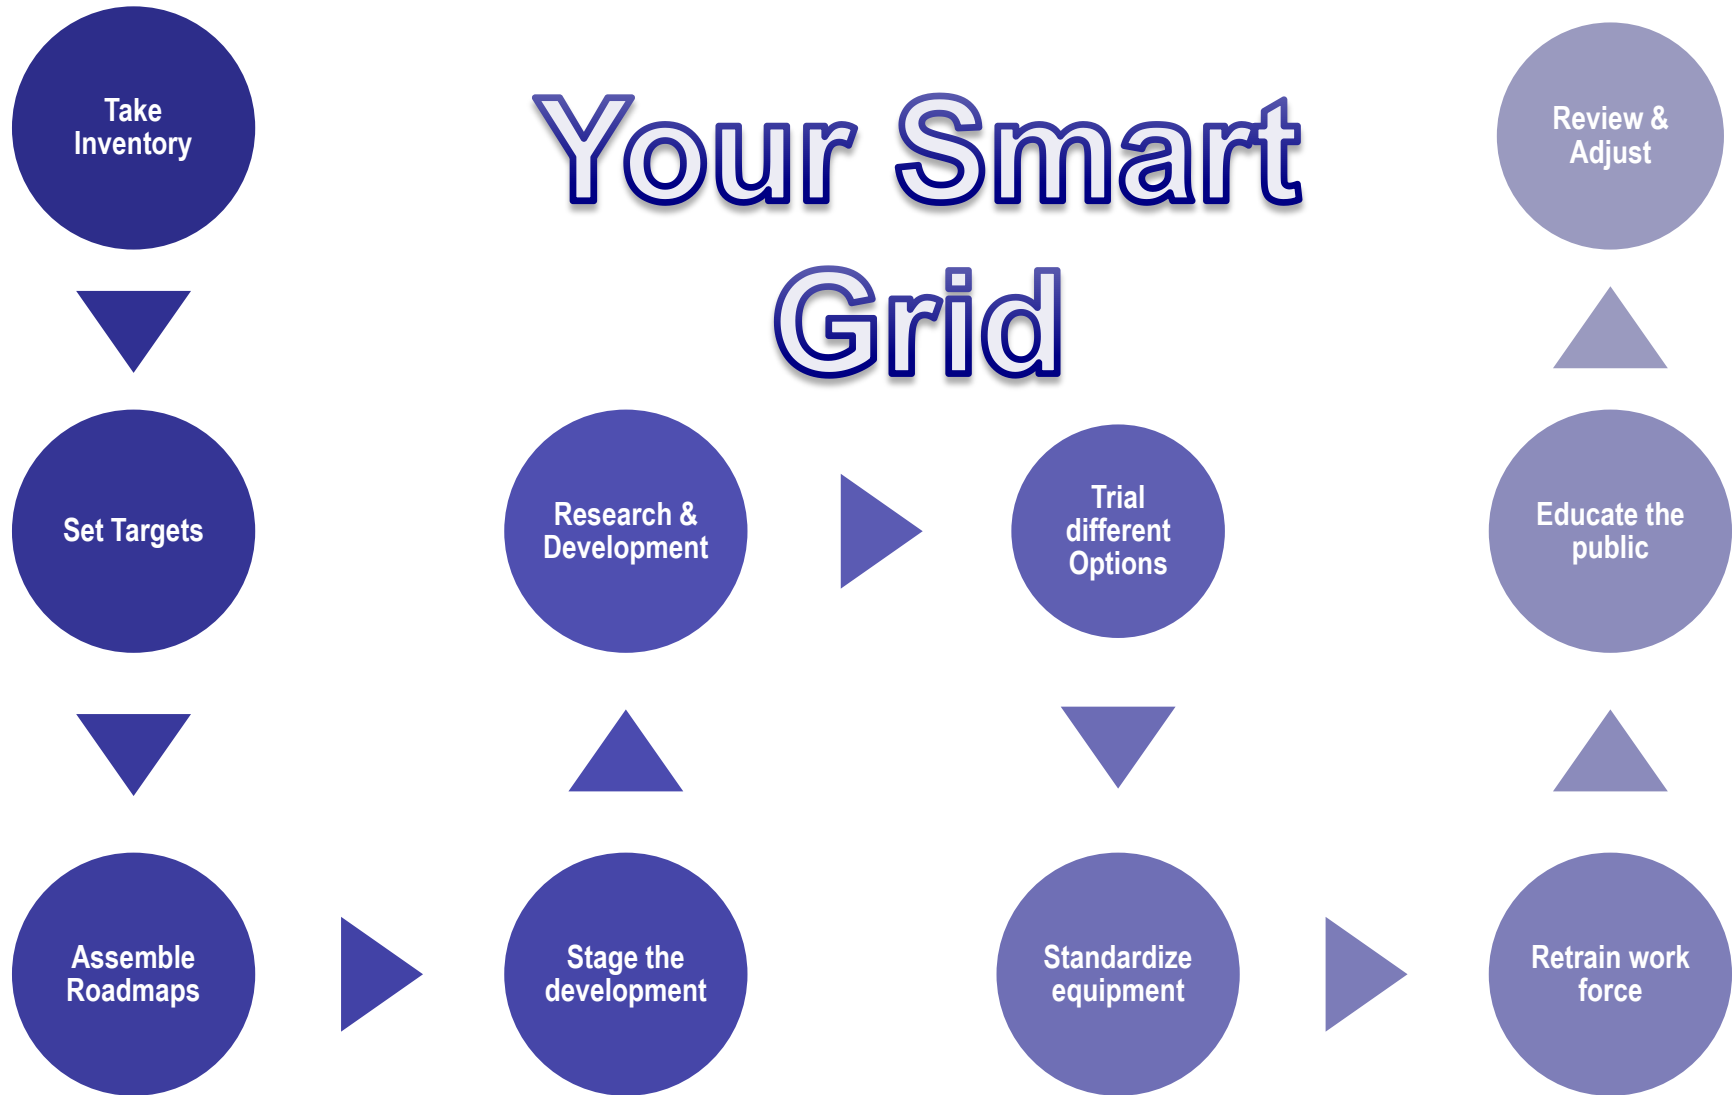 Your Smart
Grid
Take
Inventory
Set Targets
Assemble
Roadmaps
Stage the
development
Research &
Development
Trial
different
Options
Standardize
equipment
Retrain work
force
Educate the
public
Review &
Adjust